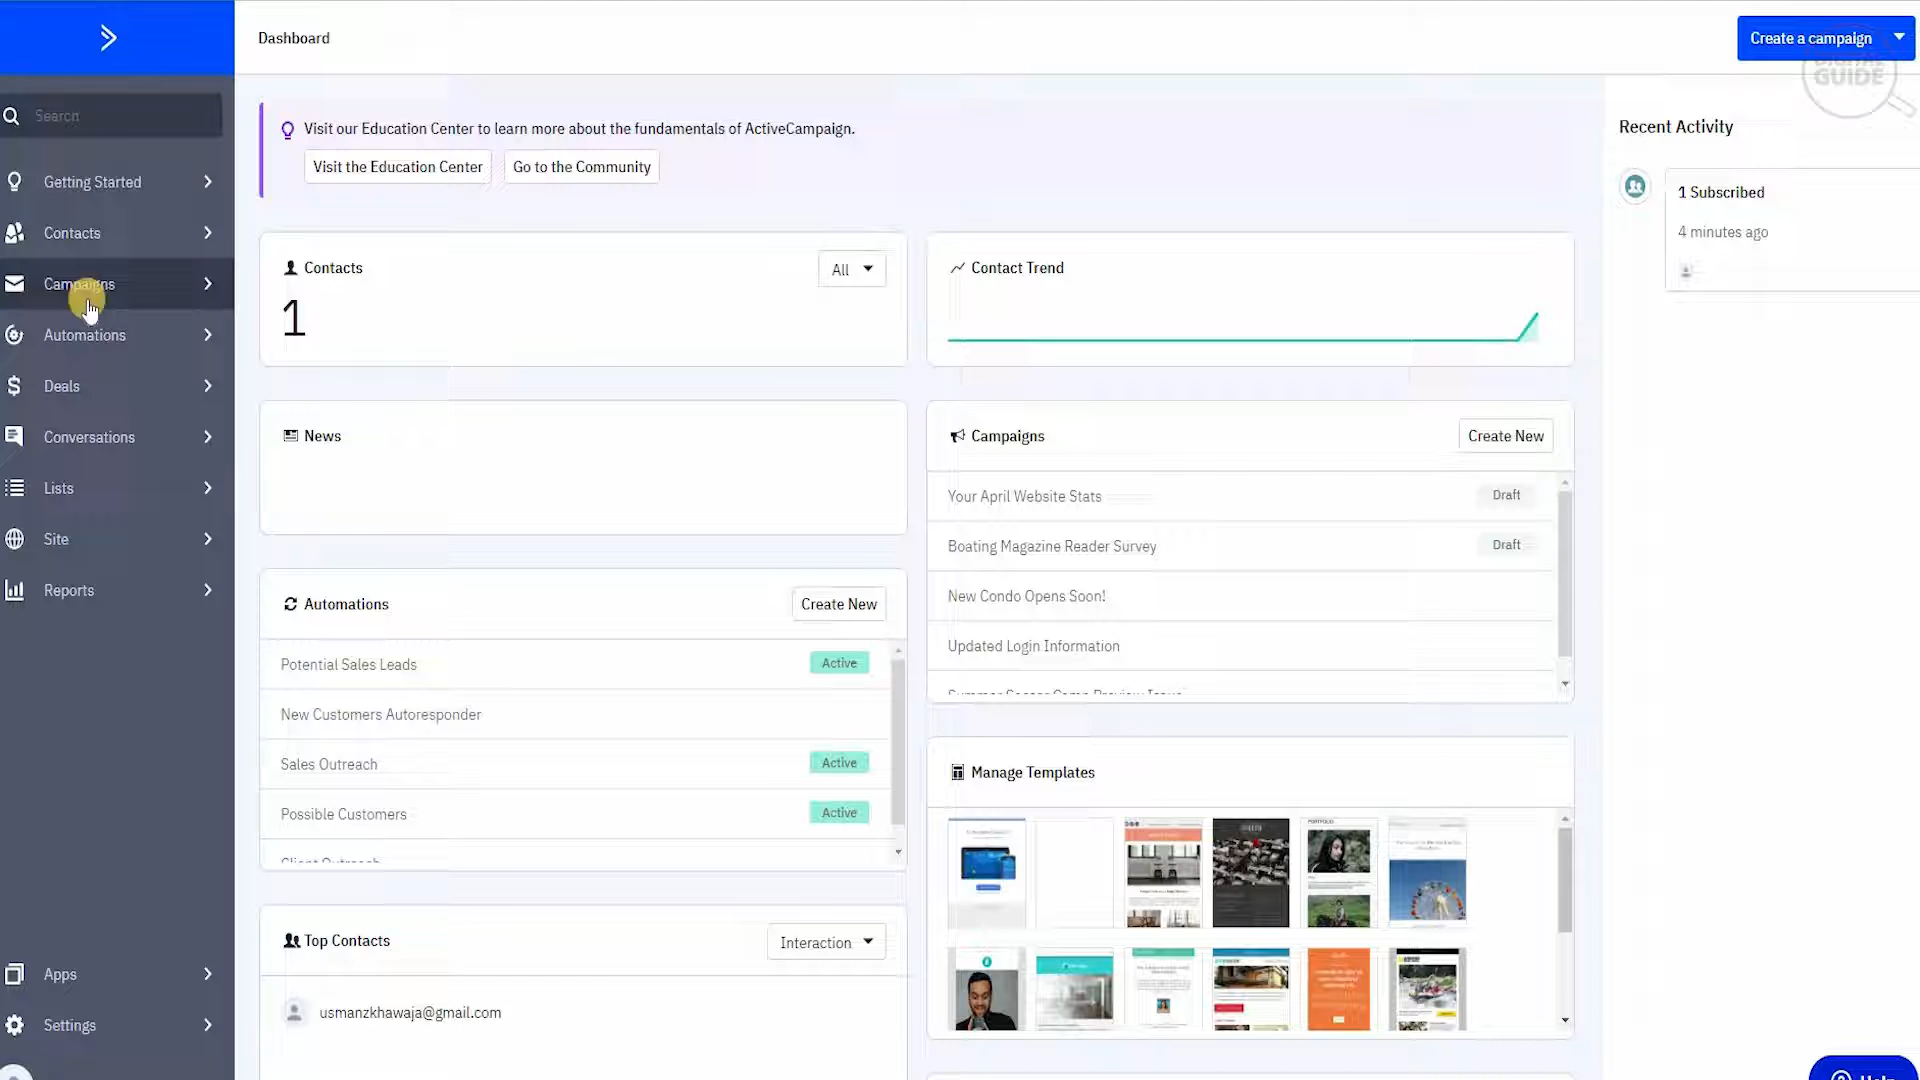 Dashboard
Create a campaign
GUIDE
Search
Getting Started
Contacts
Campaigns
Automations
Deals
Conversations
Lists
Site
Reports
Apps
Settings
Visit our Education Center to learn more about the fundamentals of ActiveCampaign.
Visit the Education Center
Go to the Community
Contacts
All
1
Contact Trend
News
Campaigns
Create New
Your April Website Stats
Draft
Boating Magazine Reader Survey
Draft
New Condo Opens Soon!
Updated Login Information
Automations
Create New
Potential Sales Leads
Active
New Customers Autoresponder
Sales Outreach
Active
Possible Customers
Active
Client Outreach
Manage Templates
Top Contacts
Interaction
usmanzkhawaja@gmail.com
Recent Activity
1 Subscribed
4 minutes ago
Help